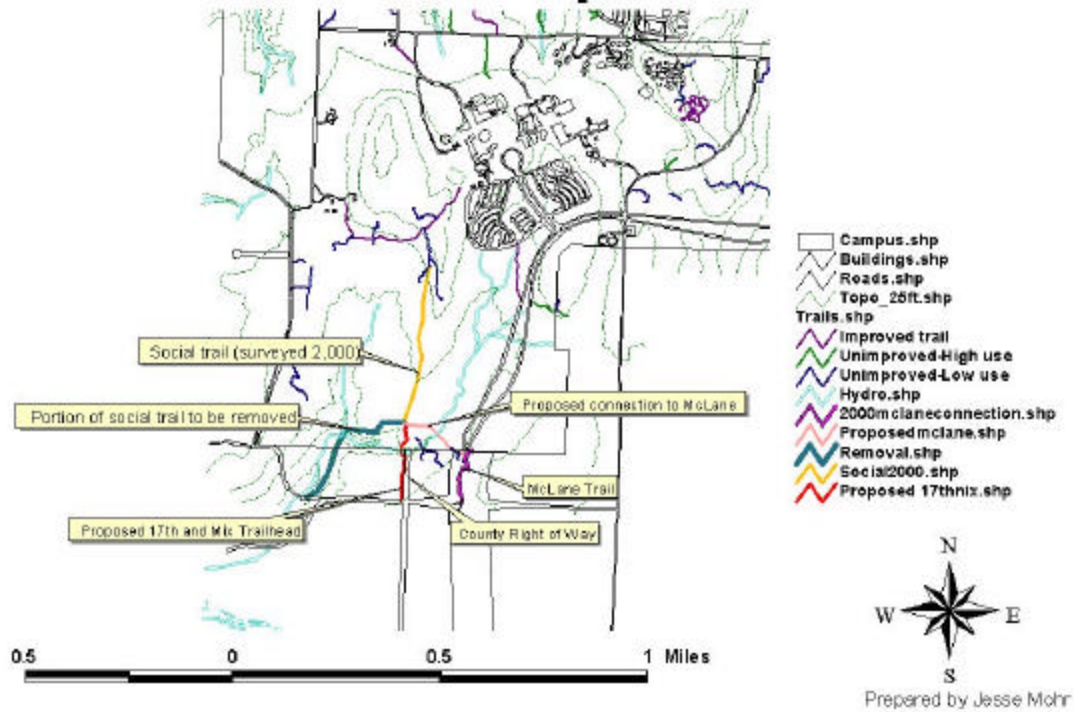 Campus.shp
Buildings.shp
Roads.shp
Topo_25ft.shp
Trails.shp
Improved trail
Unimproved-High use
Unimproved-Low use
Hydro.shp
2000mclaneconnection.shp
Proposedmclane.shp
Removal.shp
Social2000.shp
Proposed 17thnix.shp
Social trail (surveyed 2,000)
Proposed connection to McLane
Portion of social trail to be removed
McLane Trail
Proposed 17th and Mix Trailhead
County Right of Way
N
W
E
S
0.5
0
0.5
1 Miles
Prepared by Jesse Mohr